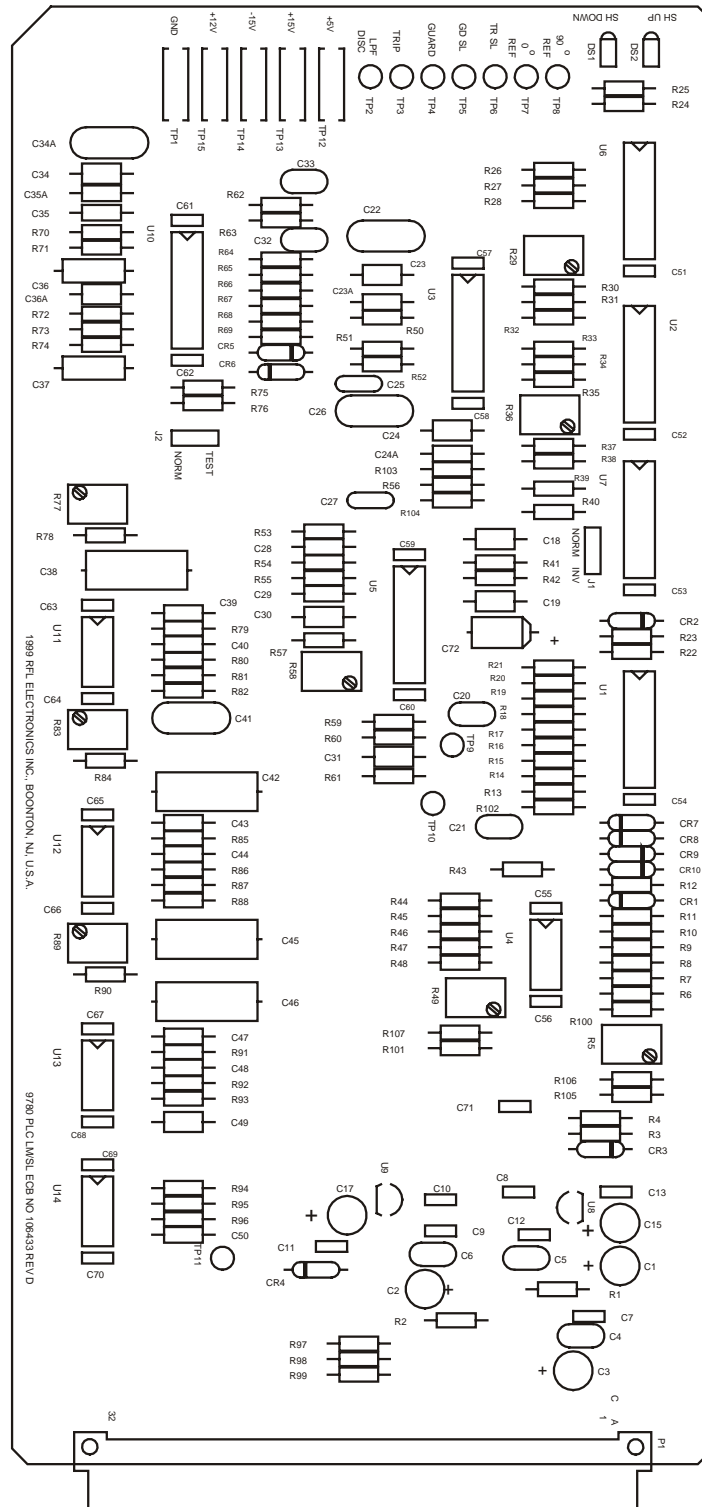 GND
+12V
-15V
+15V
+5V
LPF
DISC
TRIP
GUARD
GD SL
TR SL
0°
REF
90°
REF
SH DOWN
SH UP
DS1
DS2
TP1
TP15
TP14
TP13
TP12
TP2
TP3
TP4
TP5
TP6
TP7
TP8
R25
R24
C34A
C34
C35A
C35
R70
R71
C36
C36A
R72
R73
R74
C37
U10
C61
C62
R75
R76
J2
NORM
TEST
C33
R62
R63
C32
R64
R65
R66
R67
R68
R69
CR5
CR6
C22
C23
C23A
R50
R51
R52
C25
C26
U3
C57
C58
C24
C24A
R103
R56
R104
C27
U6
R26
R27
R28
C51
R29
R30
R31
R32
R33
R34
R35
R36
U2
C52
R37
R38
R39
R40
U7
C53
NORM
INV
J1
R77
R78
C38
C63
U11
C64
R83
R84
C39
R79
C40
R80
R81
R82
C41
R53
C28
R54
R55
C29
C30
R57
R58
C59
U5
C60
C18
R41
R42
C19
C72
+
CR2
R23
R22
R21
R20
R19
R18
R17
R16
R15
R14
R13
R102
U1
C54
C20
TP9
TP10
C21
R59
R60
C31
R61
C42
C65
U12
C66
R89
R90
C43
R85
C44
R86
R87
R88
C45
C46
R43
R44
R45
R46
R47
R48
C55
U4
C56
R49
R107
R101
CR7
CR8
CR9
CR10
R12
CR1
R11
R10
R9
R8
R7
R6
R100
R5
R106
R105
R4
R3
CR3
C67
U13
C68
C47
R91
C48
R92
R93
C49
C71
C69
U14
C70
R94
R95
R96
C50
TP11
C17
+
U9
C11
CR4
C10
C9
C6
C2
+
R2
C8
C12
C5
U8
C13
C15
+
C1
+
R1
C7
C4
C3
+
R97
R98
R99
1999 RFL ELECTRONICS INC., BOONTON, NJ, U.S.A.
9780 PLC LM/SL ECB NO 106433 REV D
32
C
A
1
P1